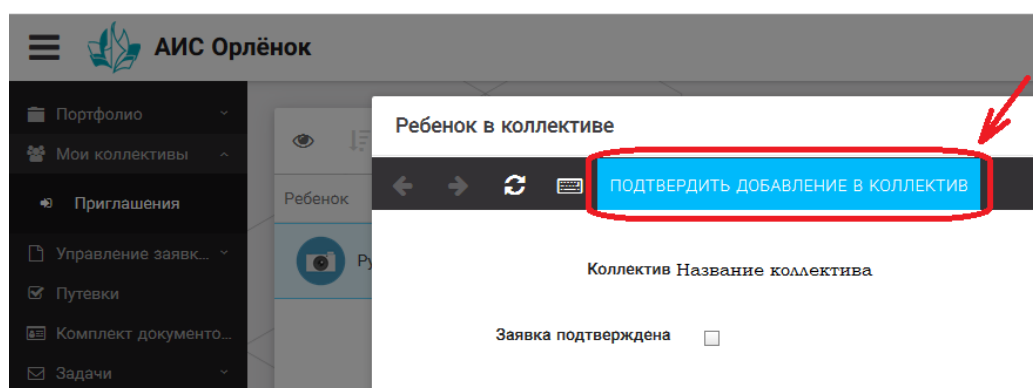 АИС Орлёнок
Портфолио
Мои коллективы
Приглашения
Управление заявк...
Путевки
Комплект документо...
Задачи
Ребенок
Ребенок в коллективе
ПОДТВЕРДИТЬ ДОБАВЛЕНИЕ В КОЛЛЕКТИВ
Коллектив Название коллектива
Заявка подтверждена